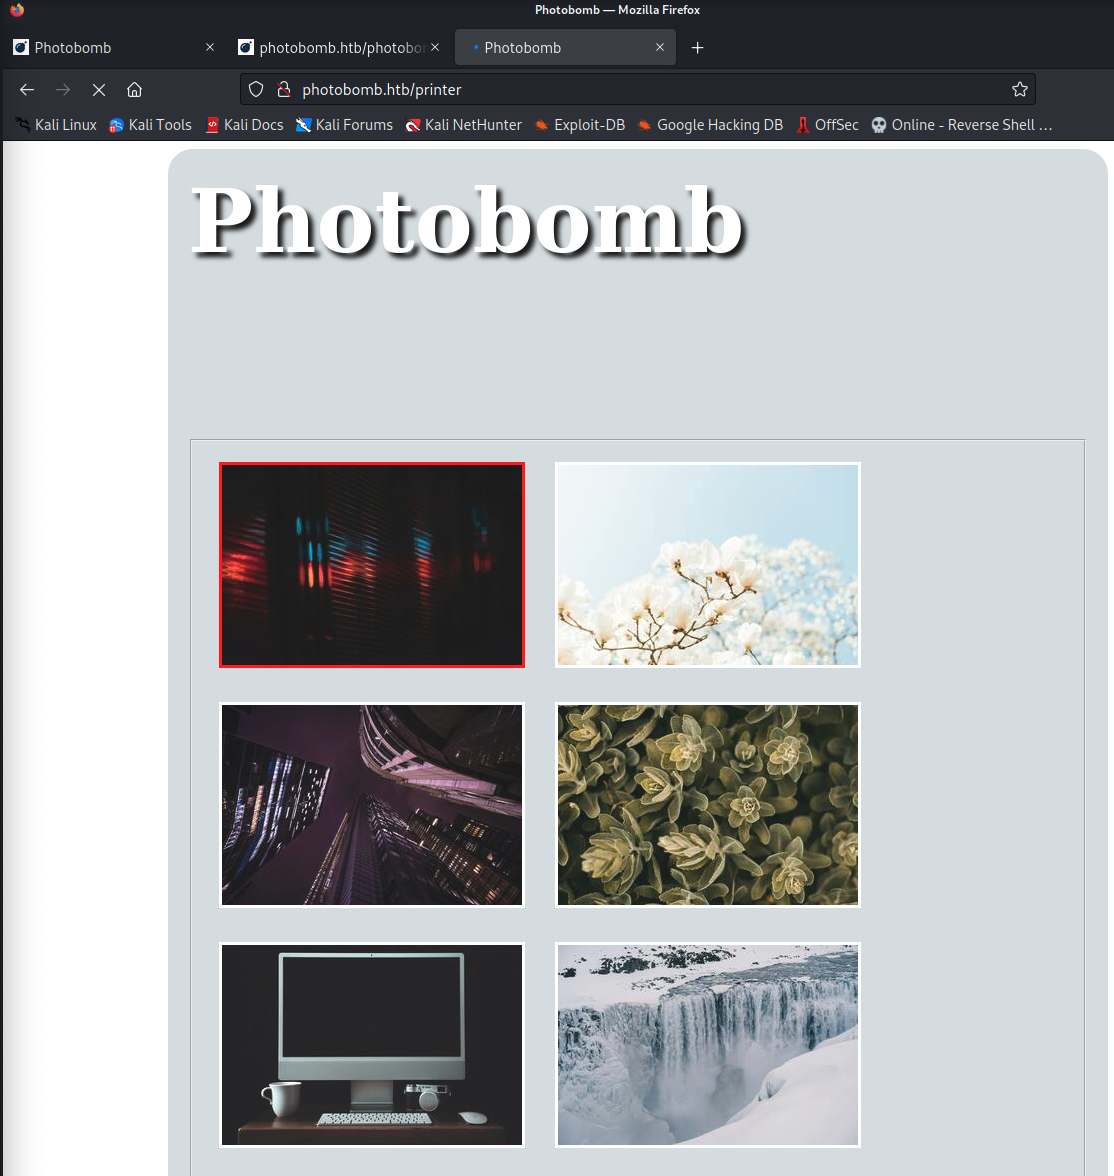 Photobomb — Mozilla Firefox
Photobomb
photobomb.htb/photobo
Photobomb
photobomb.htb/printer
Kali Linux
Kali Tools
Kali Docs
Kali Forums
Kali NetHunter
Exploit-DB
Google Hacking DB
OffSec
Online - Reverse Shell …
Photobomb